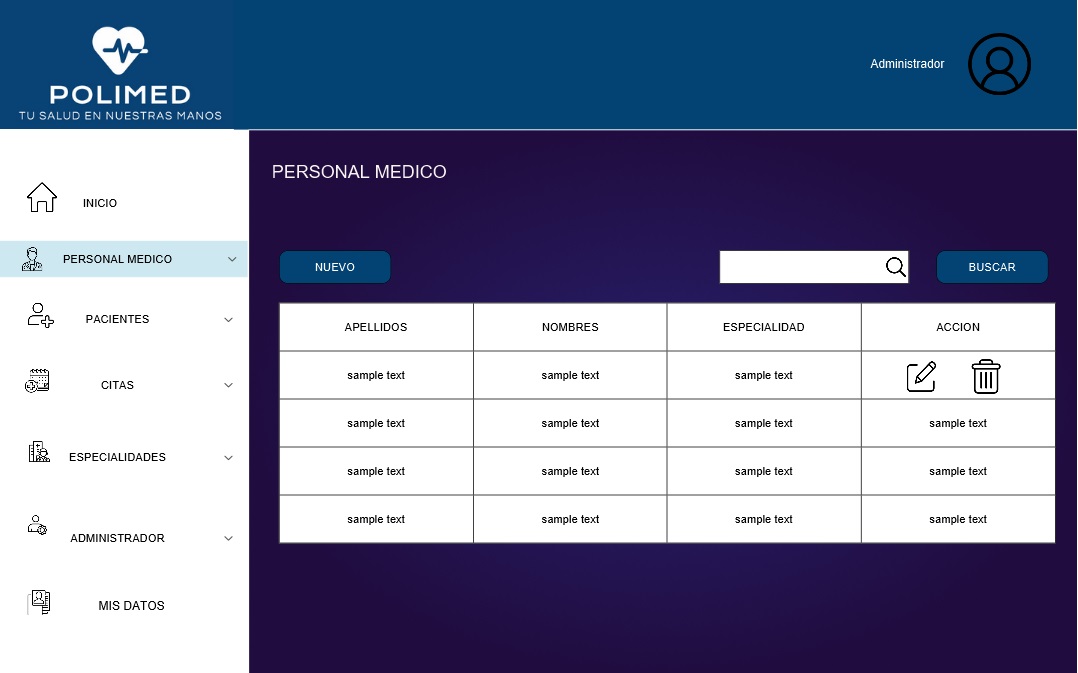 POLIMED
TU SALUD EN NUESTRAS MANOS
Administrador
INICIO
PERSONAL MEDICO
PACIENTES
CITAS
ESPECIALIDADES
ADMINISTRADOR
MIS DATOS
PERSONAL MEDICO
NUEVO
BUSCAR
APELLIDOS NOMBRES ESPECIALIDAD ACCION
sample text sample text sample text
sample text sample text sample text sample text
sample text sample text sample text sample text
sample text sample text sample text sample text